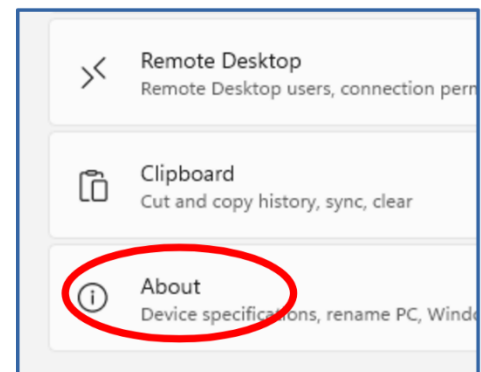 Remote Desktop
Remote Desktop users, connection perm
Clipboard
Cut and copy history, sync, clear
About
Device specifications, rename PC, Windo